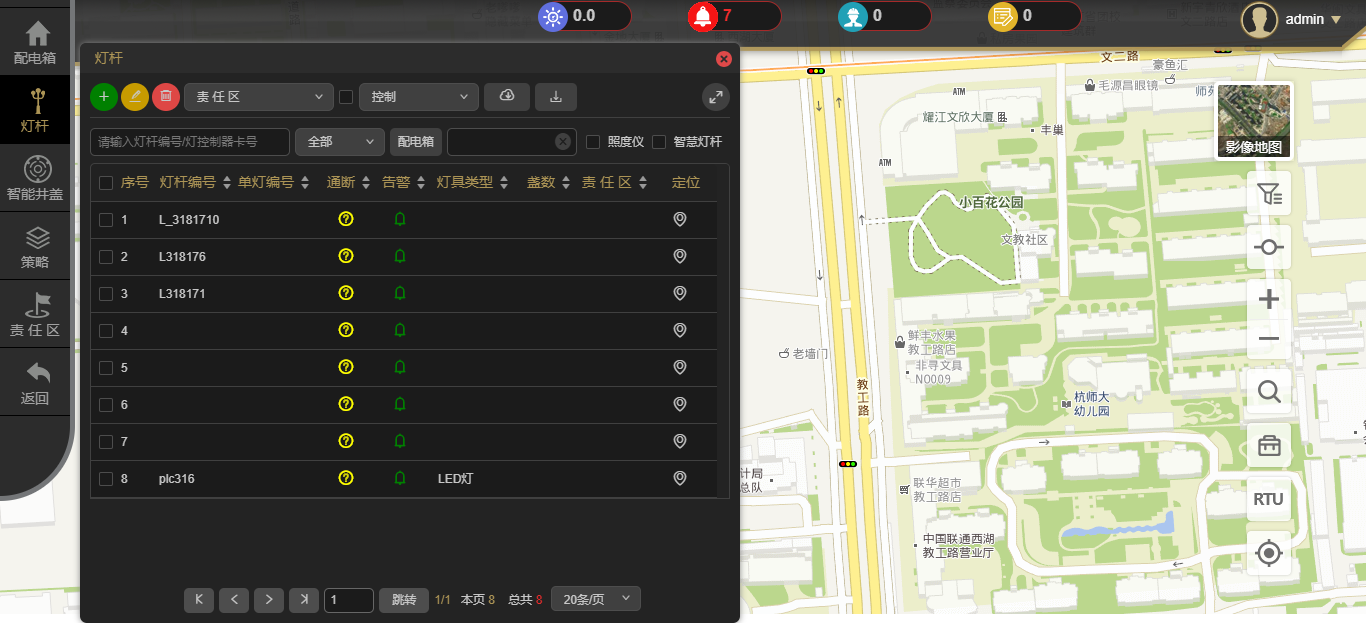 0.0
7
0
0
admin
配电箱
灯杆
智能井盖
策略
责 任 区
返回
灯杆
责 任 区
控制
请输入灯杆编号/灯控制器卡号
全部
配电箱
照度仪
智慧灯杆
序号 灯杆编号 单灯编号 通断 告警 灯具类型 盏数 责 任 区 定位
1 L_3181710
2 L318176
3 L318171
4
5
6
7
8 plc316 LED灯
1
跳转
1/1
本页 8
总共 8
20条/页
文二路
豪鱼汇
毛源昌眼镜
ATM
耀江文欣大厦
丰巢
ATM
影像地图
小百花公园
文教社区
鲜丰水果
教工路店
老墙门
菲寻文具
NO009
教工路
杭师大
幼儿园
计局
总队
联华超市
教工路店
RTU
中国联通西湖
教工路营业厅